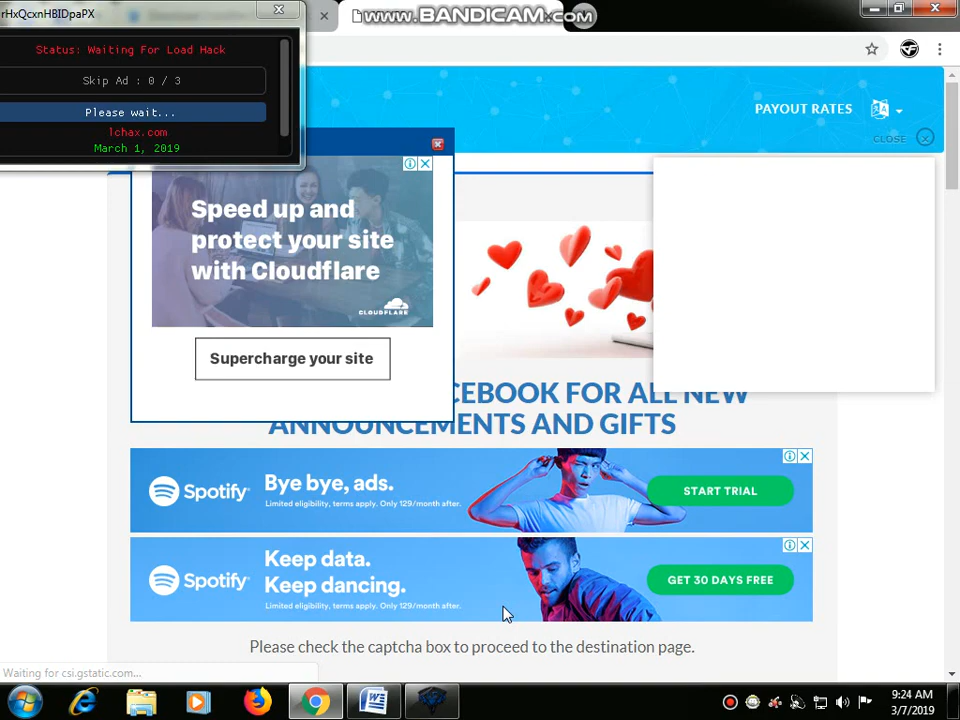 rHxQcxnHBIDpaPX
Status: Waiting For Load Hack
Skip Ad : 0 / 3
Please wait...
1chax.com
March 1, 2019
www.BANDICAM.com
PAYOUT RATES
CLOSE
Speed up and
protect your site
with Cloudflare
CLOUDFLARE
Supercharge your site
CEBOOK FOR ALL NEW
ANNOUNCEMENTS AND GIFTS
Spotify
Bye bye, ads.
Limited eligibility, terms apply. Only 129/month after.
START TRIAL
Spotify
Keep data.
Keep dancing.
Limited eligibility, terms apply. Only 129/month after.
GET 30 DAYS FREE
Please check the captcha box to proceed to the destination page.
Waiting for csi.gstatic.com...
9:24 AM
3/7/2019